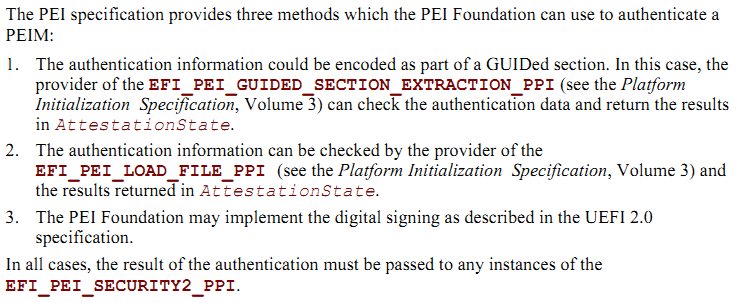 The PEI specification provides three methods which the PEI Foundation can use to authenticate a
PEIM:
1. The authentication information could be encoded as part of a GUIDed section. In this case, the
provider of the EFI_PEI_GUIDED_SECTION_EXTRACTION_PPI (see the Platform
Initialization Specification, Volume 3) can check the authentication data and return the results
in AttestationState.
2. The authentication information can be checked by the provider of the
EFI_PEI_LOAD_FILE_PPI (see the Platform Initialization Specification, Volume 3) and
the results returned in AttestationState.
3. The PEI Foundation may implement the digital signing as described in the UEFI 2.0
specification.
In all cases, the result of the authentication must be passed to any instances of the
EFI_PEI_SECURITY2_PPI.